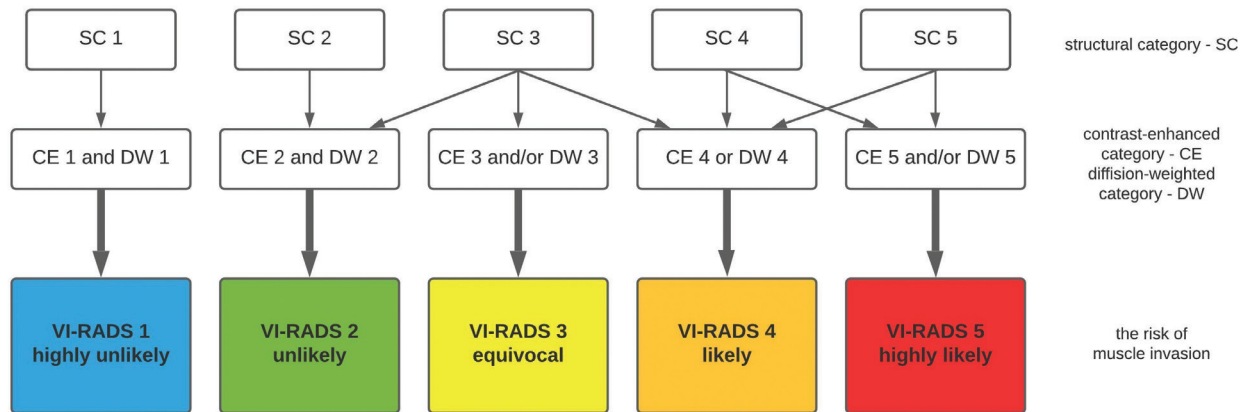 SC 1
SC 2
SC 3
SC 4
SC 5
structural category - SC
CE 1 and DW 1
CE 2 and DW 2
CE 3 and/or DW 3
CE 4 or DW 4
CE 5 and/or DW 5
contrast-enhanced
category - CE
diffision-weighted
category - DW
VI-RADS 1
highly unlikely
VI-RADS 2
unlikely
VI-RADS 3
equivocal
VI-RADS 4
likely
VI-RADS 5
highly likely
the risk of
muscle invasion